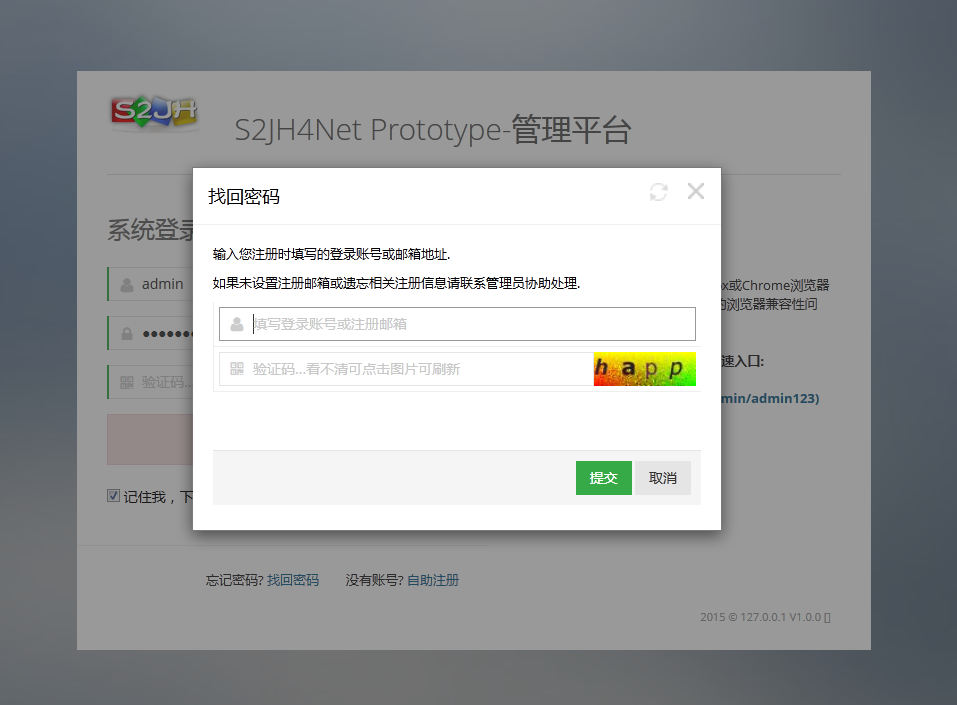 S2JH
S2JH4Net Prototype-管理平台
找回密码
系统登录
输入您注册时填写的登录账号或邮箱地址.
如果未设置注册邮箱或遗忘相关注册信息请联系管理员协助处理.
admin
x或Chrome浏览器
的浏览器兼容性问
填写登录账号或注册邮箱
速入口:
验证码...看不清可点击图片可刷新
happ
验证码...
min/admin123)
提交
取消
记住我，下
忘记密码? 找回密码
没有账号? 自助注册
2015 © 127.0.0.1 V1.0.0 []